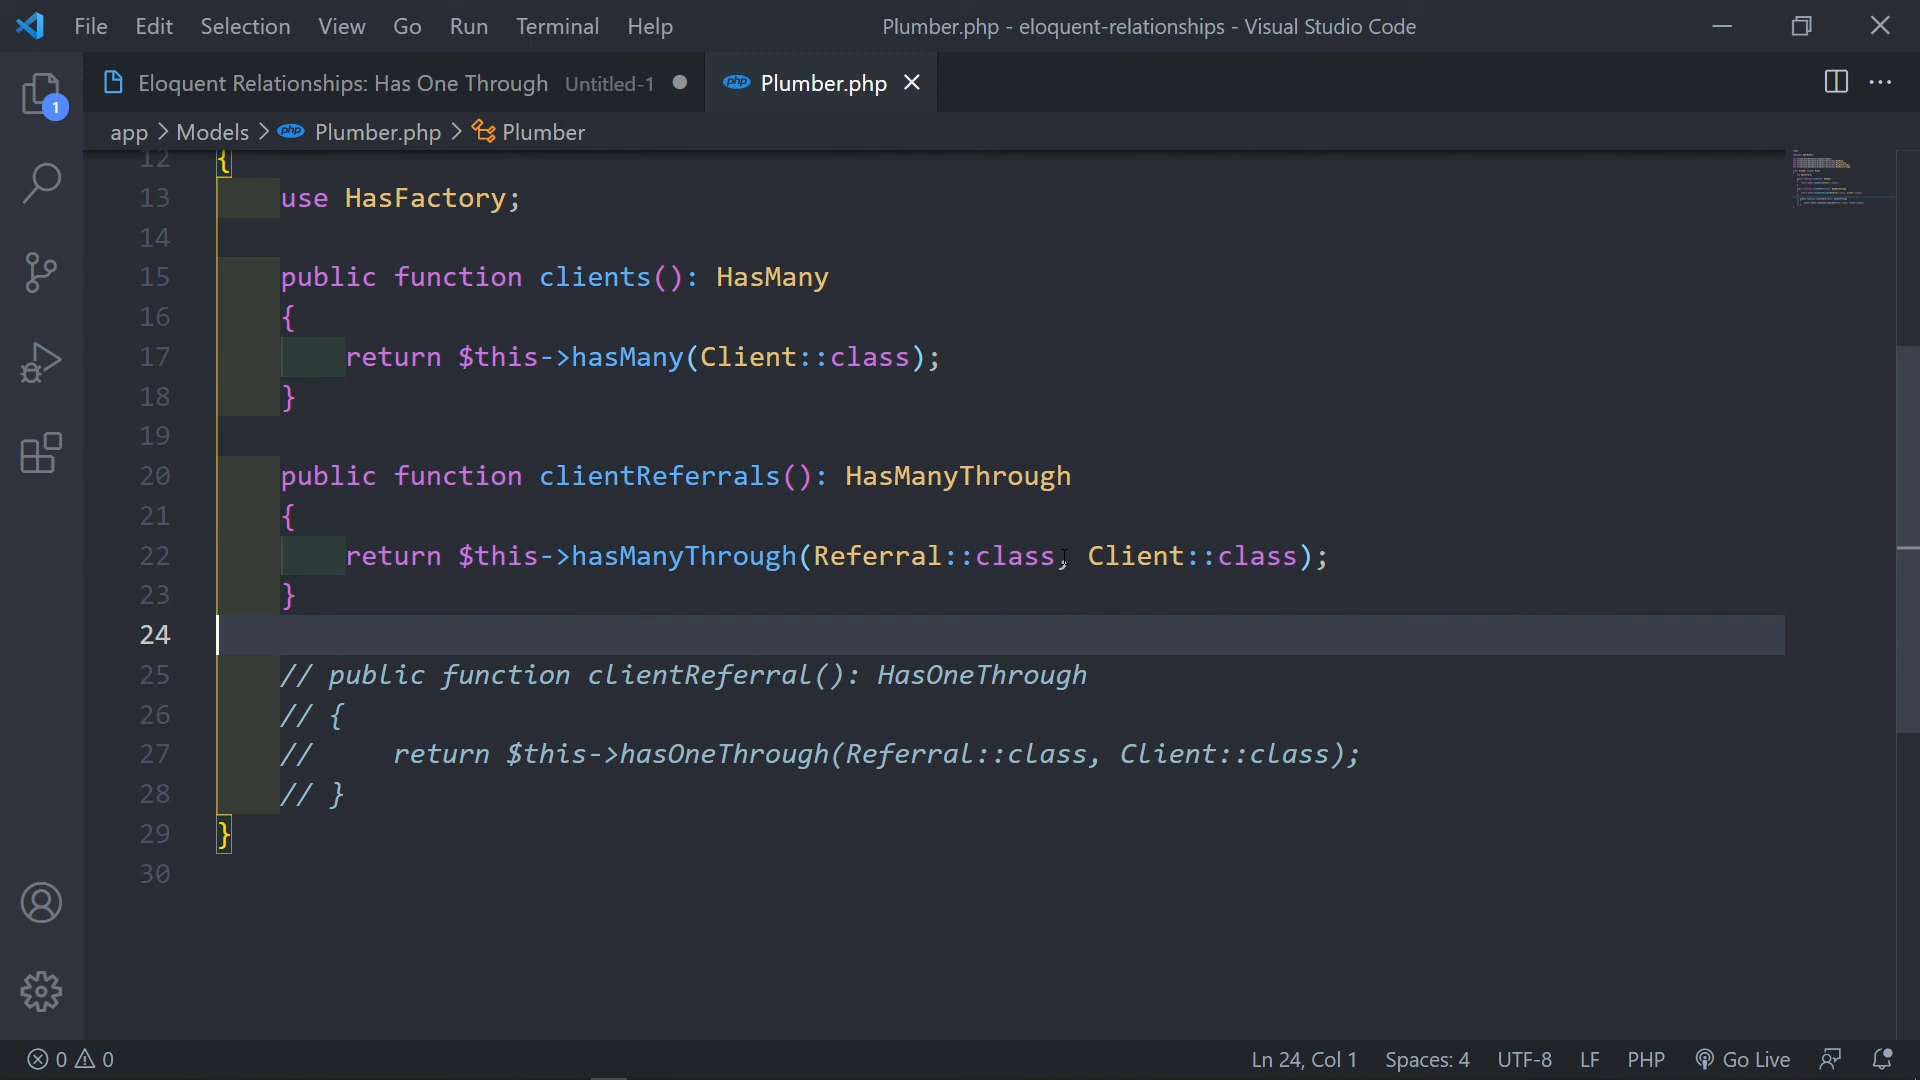 File Edit Selection View Go Run Terminal Help Plumber.php - eloquent-relationships - Visual Studio Code
Eloquent Relationships: Has One Through Untitled-1 Plumber.php
app > Models > php Plumber.php > Plumber
12 {
13 use HasFactory;
14
15 public function clients(): HasMany
16 {
17 return $this->hasMany(Client::class);
18 }
19
20 public function clientReferrals(): HasManyThrough
21 {
22 return $this->hasManyThrough(Referral::class, Client::class);
23 }
24
25 // public function clientReferral(): HasOneThrough
26 // {
27 // return $this->hasOneThrough(Referral::class, Client::class);
28 // }
29 }
30
1
0 0 Ln 24, Col 1 Spaces: 4 UTF-8 LF PHP Go Live